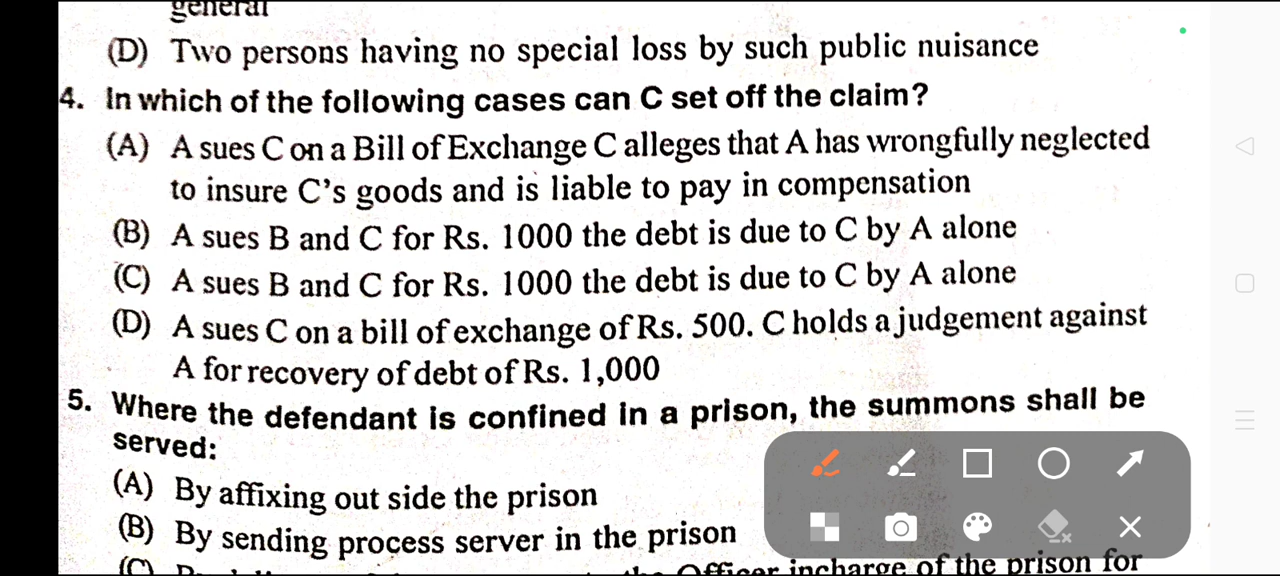 general
(D) Two persons having no special loss by such public nuisance
4. In which of the following cases can C set off the claim?
(A) A sues C on a Bill of Exchange C alleges that A has wrongfully neglected
to insure C's goods and is liable to pay in compensation
(B) A sues B and C for Rs. 1000 the debt is due to C by A alone
(C) A sues B and C for Rs. 1000 the debt is due to C by A alone
(D) A sues C on a bill of exchange of Rs. 500. C holds a judgement against
A for recovery of debt of Rs. 1,000
5. Where the defendant is confined in a prison, the summons shall be
served:
(A) By affixing out side the prison
(B) By sending process server in the prison
(C) Officer incharge of the prison for